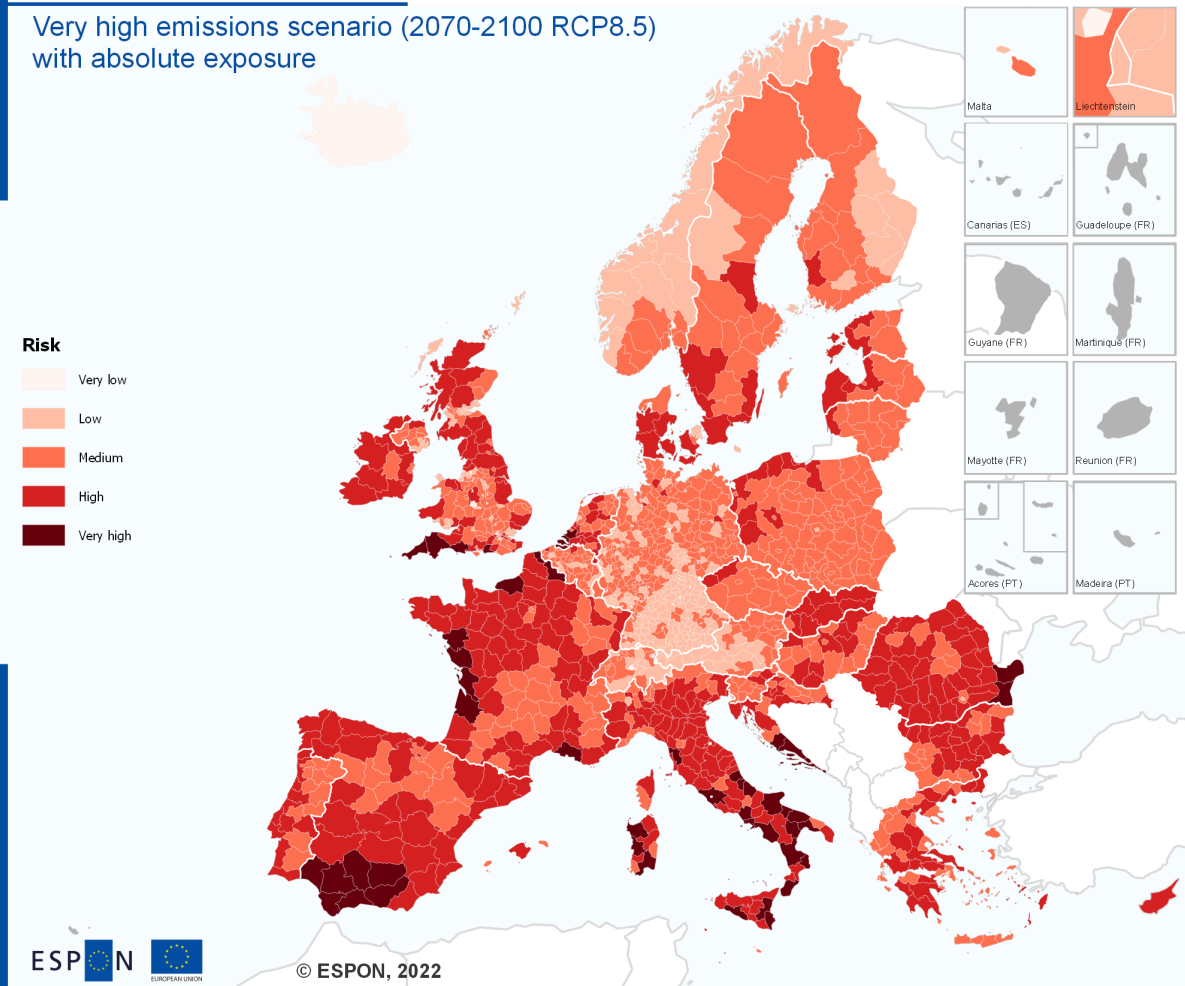 Very high emissions scenario (2070-2100 RCP8.5)
with absolute exposure
Malta
Liechtenstein
Canarias (ES)
Guadeloupe (FR)
Guyane (FR)
Martinique (FR)
Risk
Very low
Low
Medium
High
Very high
Mayotte (FR)
Reunion (FR)
Acores (PT)
Madeira (PT)
ESPON
EUROPEAN UNION
© ESPON, 2022